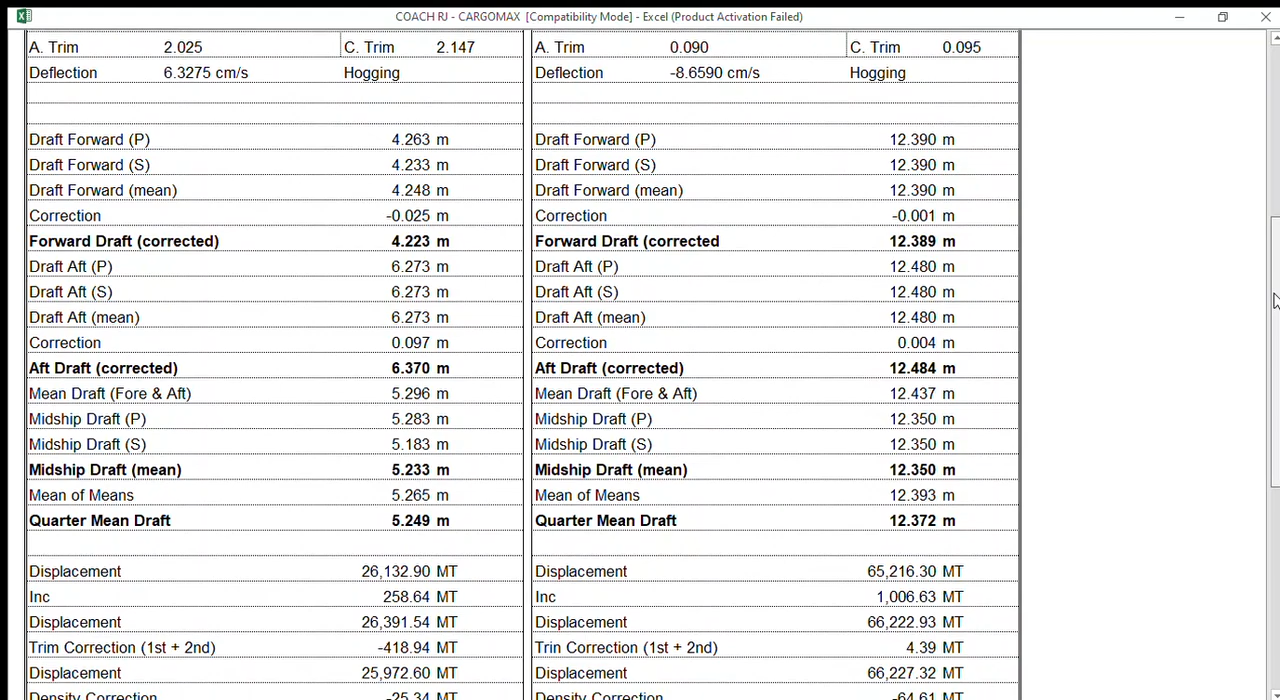 COACH RJ - CARGOMAX [Compatibility Mode] - Excel (Product Activation Failed)
A. Trim 2.025 C. Trim 2.147 A. Trim 0.090 C. Trim 0.095
Deflection 6.3275 cm/s Hogging Deflection -8.6590 cm/s Hogging
Draft Forward (P) 4.263 m Draft Forward (P) 12.390 m
Draft Forward (S) 4.233 m Draft Forward (S) 12.390 m
Draft Forward (mean) 4.248 m Draft Forward (mean) 12.390 m
Correction -0.025 m Correction -0.001 m
Forward Draft (corrected) 4.223 m Forward Draft (corrected 12.389 m
Draft Aft (P) 6.273 m Draft Aft (P) 12.480 m
Draft Aft (S) 6.273 m Draft Aft (S) 12.480 m
Draft Aft (mean) 6.273 m Draft Aft (mean) 12.480 m
Correction 0.097 m Correction 0.004 m
Aft Draft (corrected) 6.370 m Aft Draft (corrected) 12.484 m
Mean Draft (Fore & Aft) 5.296 m Mean Draft (Fore & Aft) 12.437 m
Midship Draft (P) 5.283 m Midship Draft (P) 12.350 m
Midship Draft (S) 5.183 m Midship Draft (S) 12.350 m
Midship Draft (mean) 5.233 m Midship Draft (mean) 12.350 m
Mean of Means 5.265 m Mean of Means 12.393 m
Quarter Mean Draft 5.249 m Quarter Mean Draft 12.372 m
Displacement 26,132.90 MT Displacement 65,216.30 MT
Inc 258.64 MT Inc 1,006.63 MT
Displacement 26,391.54 MT Displacement 66,222.93 MT
Trim Correction (1st + 2nd) -418.94 MT Trin Correction (1st + 2nd) 4.39 MT
Displacement 25,972.60 MT Displacement 66,227.32 MT
Density Correction -25.34 MT Density Correction -64.61 MT